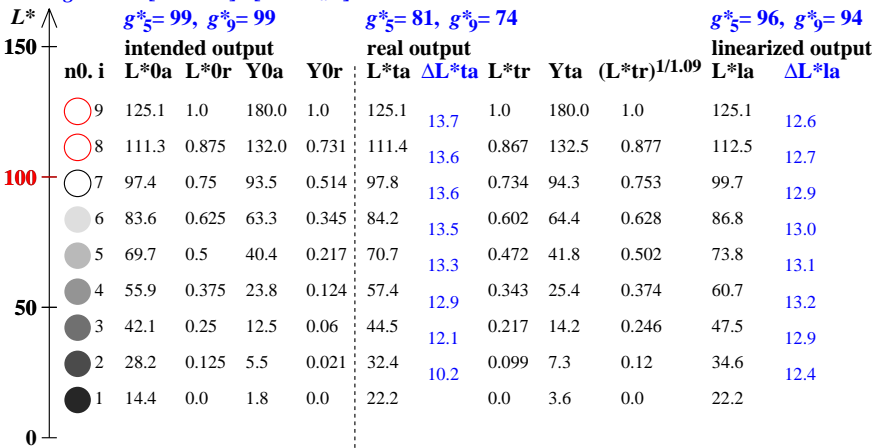 L* g*5= 99, g*9= 99 g*5= 81, g*9= 74 g*5= 96, g*9= 94
150 intended output real output linearized output
n0. i L*0a L*0r Y0a Y0r L*ta ΔL*ta L*tr Yta (L*tr)1/1.09 L*la ΔL*la
9 125.1 1.0 180.0 1.0 125.1 1.0 180.0 1.0 125.1
13.7 12.6
8 111.3 0.875 132.0 0.731 111.4 0.867 132.5 0.877 112.5
13.6 12.7
100 7 97.4 0.75 93.5 0.514 97.8 0.734 94.3 0.753 99.7
13.6 12.9
6 83.6 0.625 63.3 0.345 84.2 0.602 64.4 0.628 86.8
13.5 13.0
5 69.7 0.5 40.4 0.217 70.7 0.472 41.8 0.502 73.8
13.3 13.1
4 55.9 0.375 23.8 0.124 57.4 0.343 25.4 0.374 60.7
12.9 13.2
50 3 42.1 0.25 12.5 0.06 44.5 0.217 14.2 0.246 47.5
12.1 12.9
2 28.2 0.125 5.5 0.021 32.4 0.099 7.3 0.12 34.6
10.2 12.4
1 14.4 0.0 1.8 0.0 22.2 0.0 3.6 0.0 22.2
0